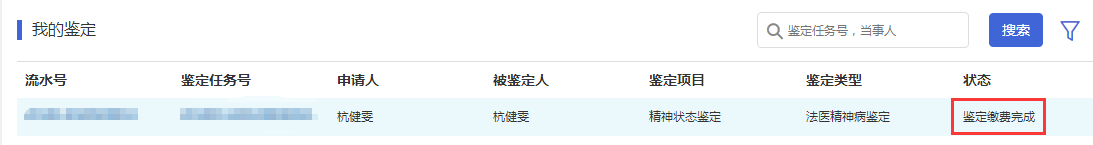 我的鉴定
鉴定任务号，当事人 搜索
流水号 鉴定任务号 申请人 被鉴定人 鉴定项目 鉴定类型 状态
杭健雯 杭健雯 精神状态鉴定 法医精神病鉴定 鉴定缴费完成